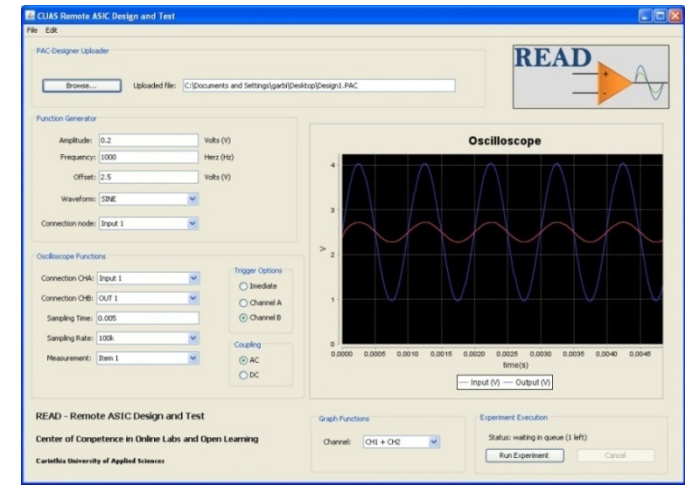 CUAS Remote ASIC Design and Test
File Edit
PAC-Designer Uploader
Browse...
Uploaded file: C:\Documents and Settings\garbi\Desktop\Design1.PAC
READ
+
-
Function Generator
Amplitude: 0.2 Volts (V)
Frequency: 1000 Herz (Hz)
Offset: 2.5 Volts (V)
Waveform: SINE
Connection node: Input 1
Oscilloscope Functions
Connection CHA: Input 1
Connection CHB: OUT 1
Sampling Time: 0.005
Sampling Rate: 100k
Measurement: Item 1
Trigger Options
Imediate
Channel A
Channel B
Coupling
AC
DC
Oscilloscope
4
3
V
2
1
0
0,0000 0,0005 0,0010 0,0015 0,0020 0,0025 0,0030 0,0035 0,0040 0,0045
time(s)
Input (V) Output (V)
READ - Remote ASIC Design and Test
Center of Conpetence in Online Labs and Open Learning
Carinthia University of Applied Sciences
Graph Functions
Channel: CH1 + CH2
Experiment Execution
Status: waiting in queue (1 left)
Run Experiment Cancel